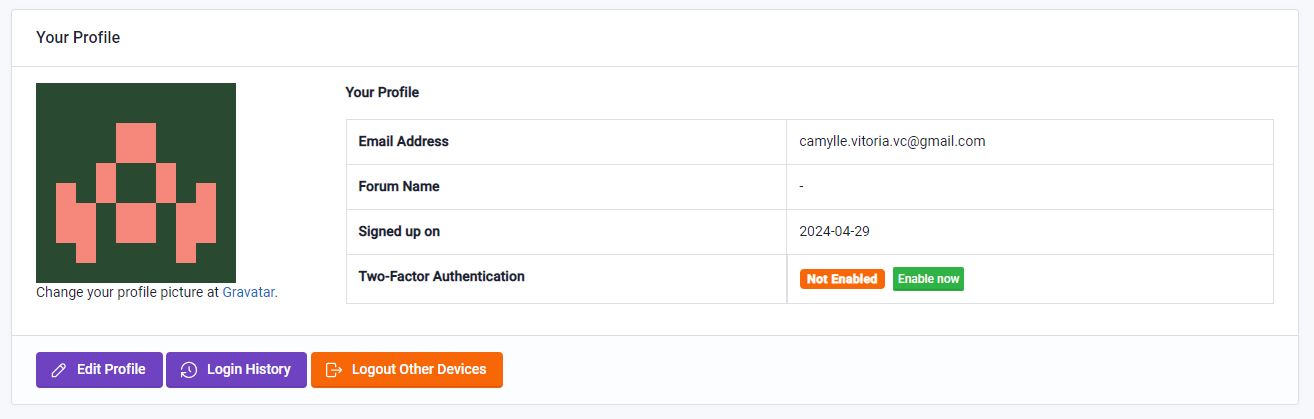 Your Profile
Your Profile
Email Address camylle.vitoria.vc@gmail.com
Forum Name -
Signed up on 2024-04-29
Two-Factor Authentication Not Enabled Enable now
Change your profile picture at Gravatar.
Edit Profile Login History Logout Other Devices